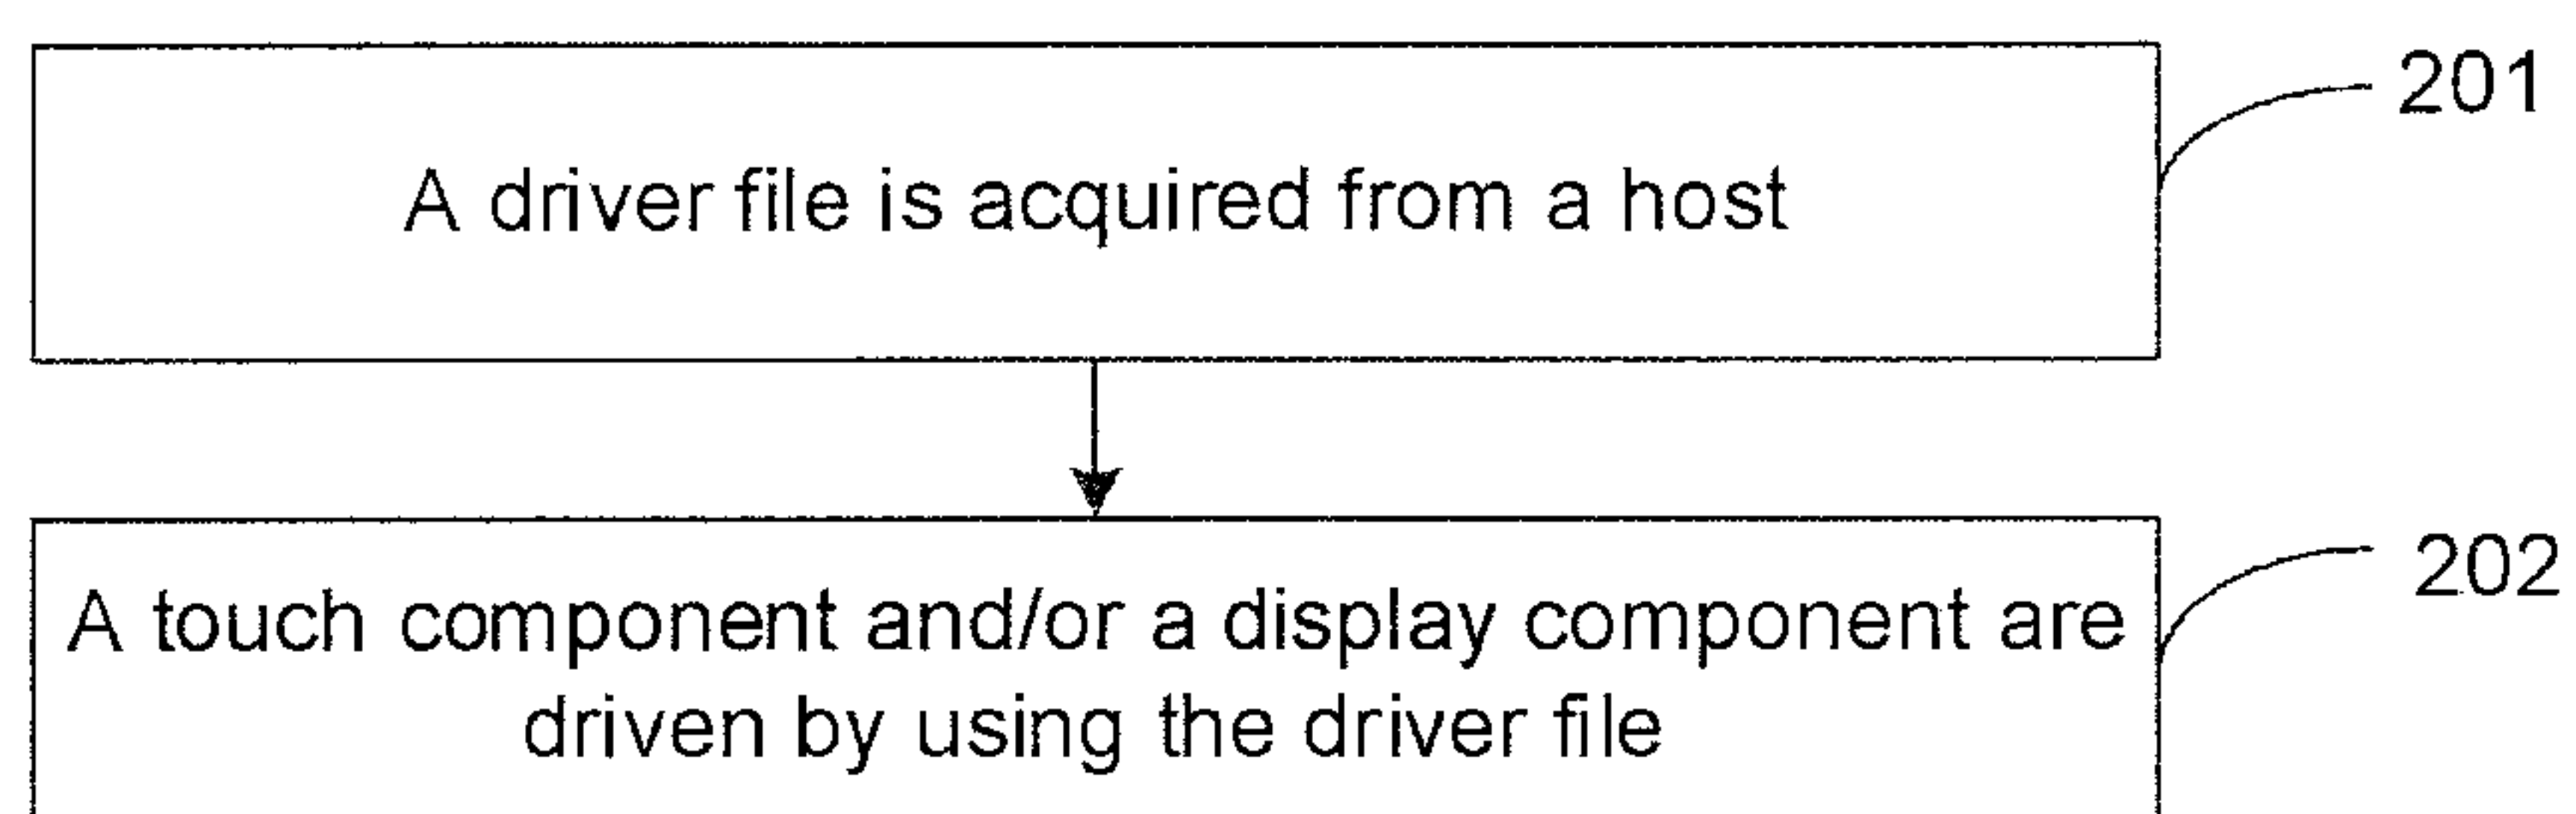 201
A driver file is acquired from a host
202
A touch component and/or a display component are
driven by using the driver file